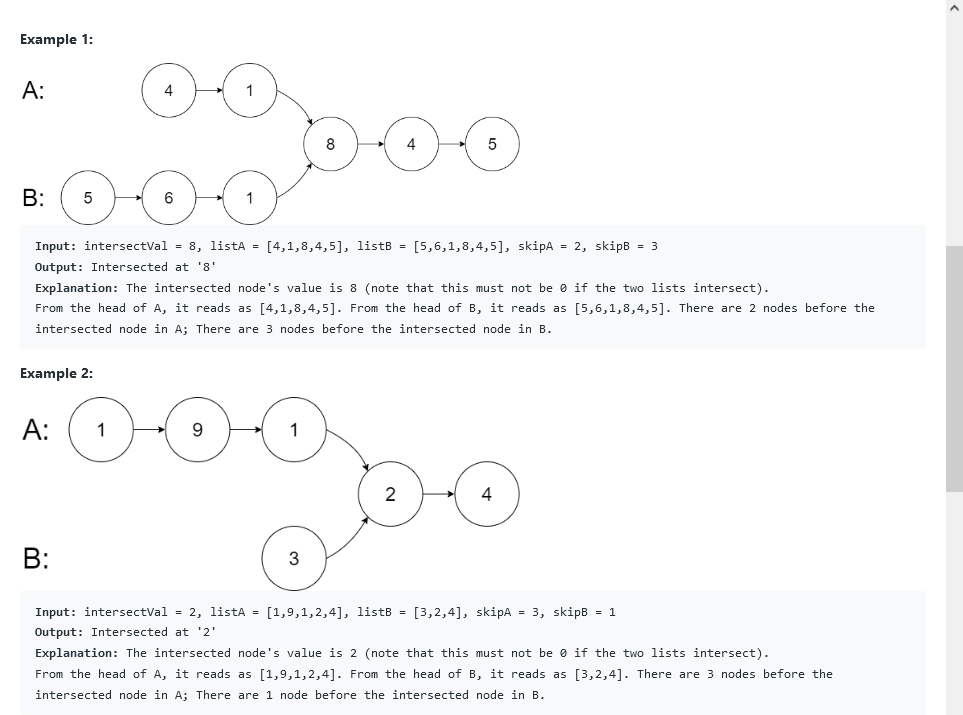 Example 1:
A: 4 1
8 4 5
B: 5 6 1
Input: intersectVal = 8, listA = [4,1,8,4,5], listB = [5,6,1,8,4,5], skipA = 2, skipB = 3
Output: Intersected at '8'
Explanation: The intersected node's value is 8 (note that this must not be 0 if the two lists intersect).
From the head of A, it reads as [4,1,8,4,5]. From the head of B, it reads as [5,6,1,8,4,5]. There are 2 nodes before the
intersected node in A; There are 3 nodes before the intersected node in B.
Example 2:
A: 1 9 1
2 4
B: 3
Input: intersectVal = 2, listA = [1,9,1,2,4], listB = [3,2,4], skipA = 3, skipB = 1
Output: Intersected at '2'
Explanation: The intersected node's value is 2 (note that this must not be 0 if the two lists intersect).
From the head of A, it reads as [1,9,1,2,4]. From the head of B, it reads as [3,2,4]. There are 3 nodes before the
intersected node in A; There are 1 node before the intersected node in B.